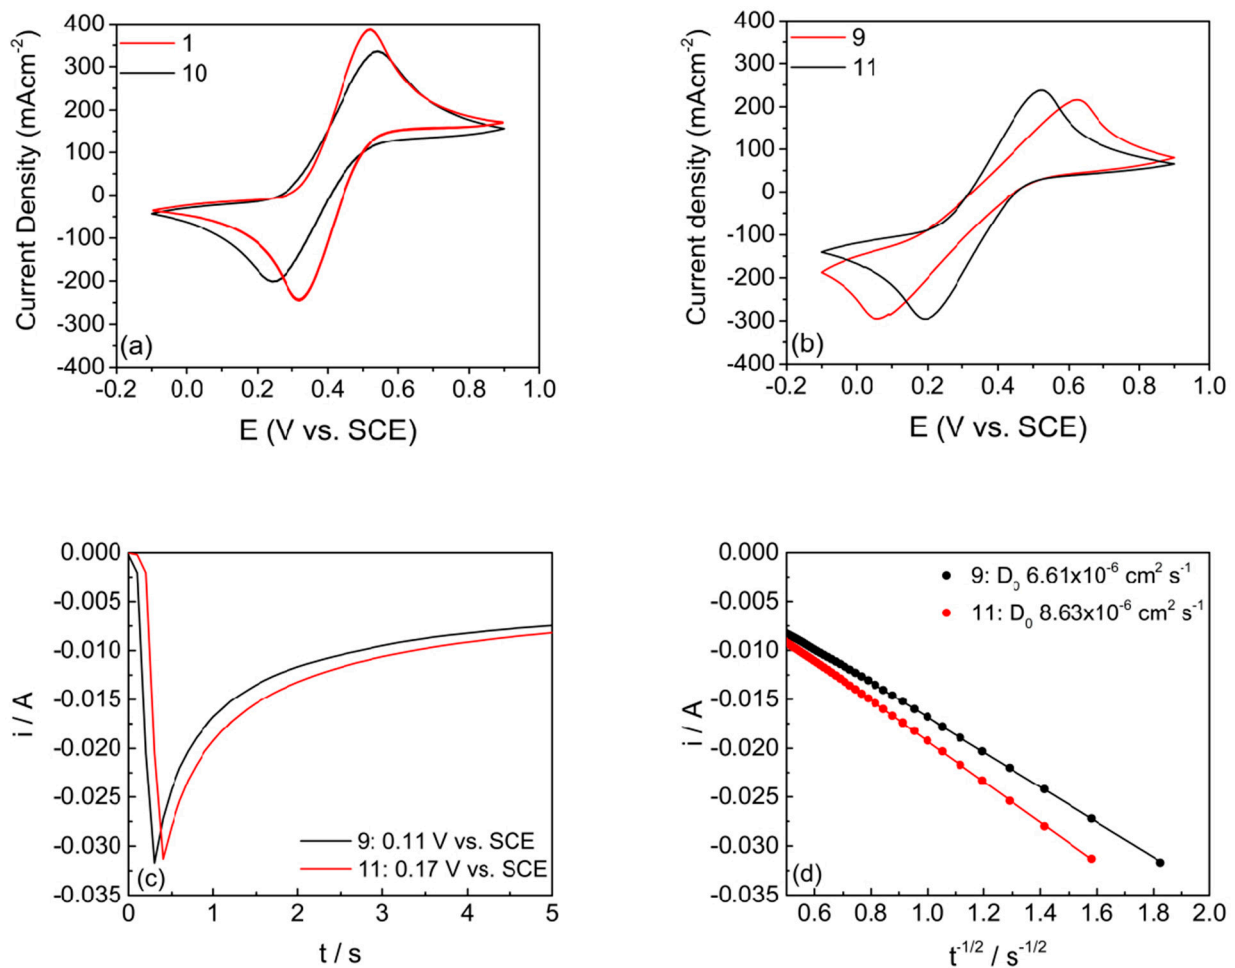 400
300
200
100
0
-100
-200
-300
-400
Current Density (mAcm⁻²)
1
10
(a)
-0.2 0.0 0.2 0.4 0.6 0.8 1.0
E (V vs. SCE)
400
300
200
100
0
-100
-200
-300
-400
Current density (mAcm⁻²)
9
11
(b)
0.0 0.2 0.4 0.6 0.8 1.0
E (V vs. SCE)
0.000
-0.005
-0.010
-0.015
-0.020
-0.025
-0.030
-0.035
i / A
9: 0.11 V vs. SCE
11: 0.17 V vs. SCE
(c)
0 1 2 3 4 5
t / s
0.000
-0.005
-0.010
-0.015
-0.020
-0.025
-0.030
-0.035
i / A
9: D₀ 6.61x10⁻⁶ cm² s⁻¹
11: D₀ 8.63x10⁻⁶ cm² s⁻¹
(d)
0.6 0.8 1.0 1.2 1.4 1.6 1.8 2.0
t⁻¹ᐟ² / s⁻¹ᐟ²